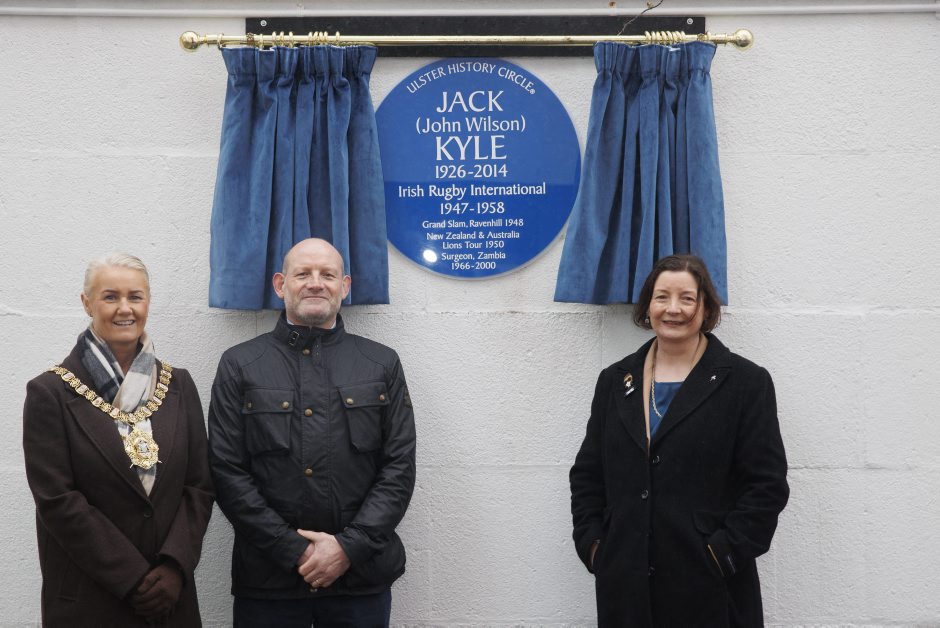 ULSTER HISTORY CIRCLE®
JACK
(John Wilson)
KYLE
1926-2014
Irish Rugby International
1947-1958
Grand Slam, Ravenhill 1948
New Zealand & Australia
Lions Tour 1950
Surgeon, Zambia
1966-2000